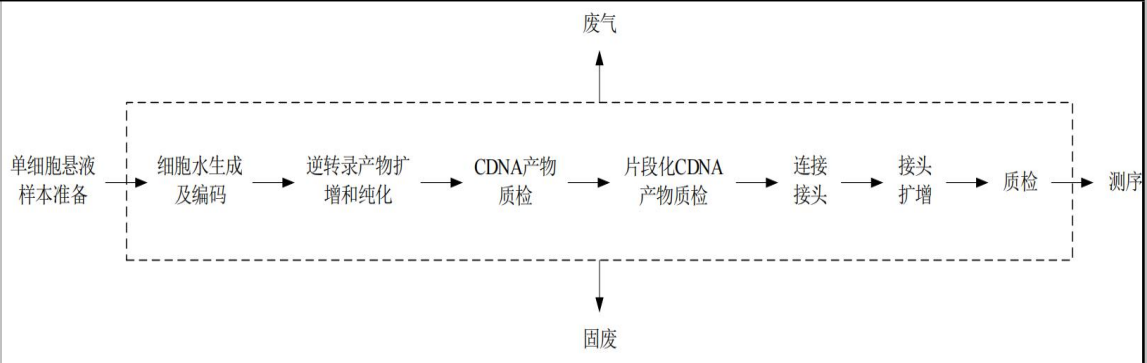 废气
单细胞悬液
样本准备
细胞水生成
及编码
逆转录产物扩
增和纯化
CDNA产物
质检
片段化CDNA
产物质检
连接
接头
接头
扩增
质检
测序
固废